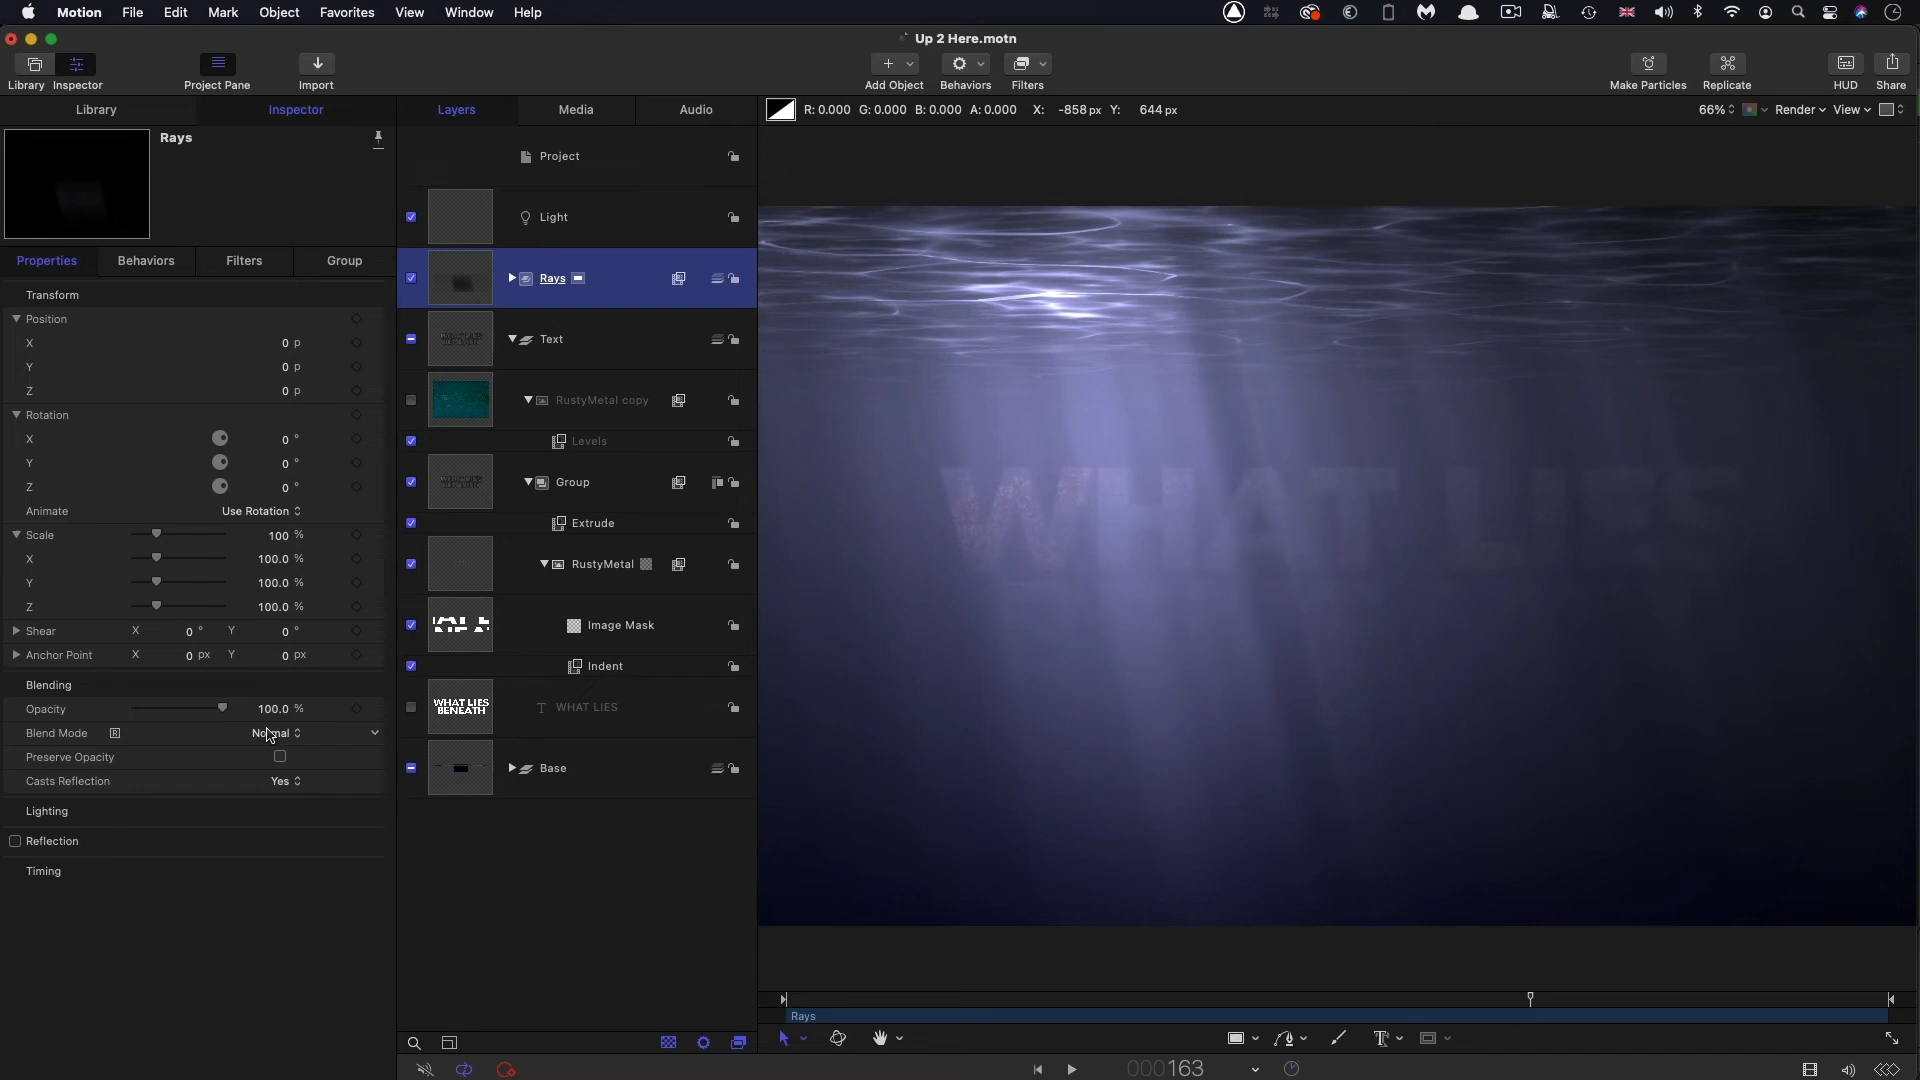 Motion File Edit Mark Object Favorites View Window Help
Up 2 Here.motn
Library Inspector Project Pane Import Add Object Behaviors Filters Make Particles Replicate HUD Share
Library Inspector Layers Media Audio R: 0.000 G: 0.000 B: 0.000 A: 0.000 X: -858 px Y: 644 px 66% Render View
Rays
Properties Behaviors Filters Group
Transform
Position
X 0 p
Y 0 p
Z 0 p
Rotation
X 0 °
Y 0 °
Z 0 °
Animate Use Rotation
Scale 100 %
X 100.0 %
Y 100.0 %
Z 100.0 %
Shear X 0 ° Y 0 °
Anchor Point X 0 px Y 0 px
Blending
Opacity 100.0 %
Blend Mode R Normal
Preserve Opacity
Casts Reflection Yes
Lighting
Reflection
Timing
Project
Light
Rays
Text
RustyMetal copy
Levels
Group
Extrude
RustyMetal
Image Mask
Indent
WHAT LIES
BENEATH
T WHAT LIES
Base
WHAT LIES
Rays
000163